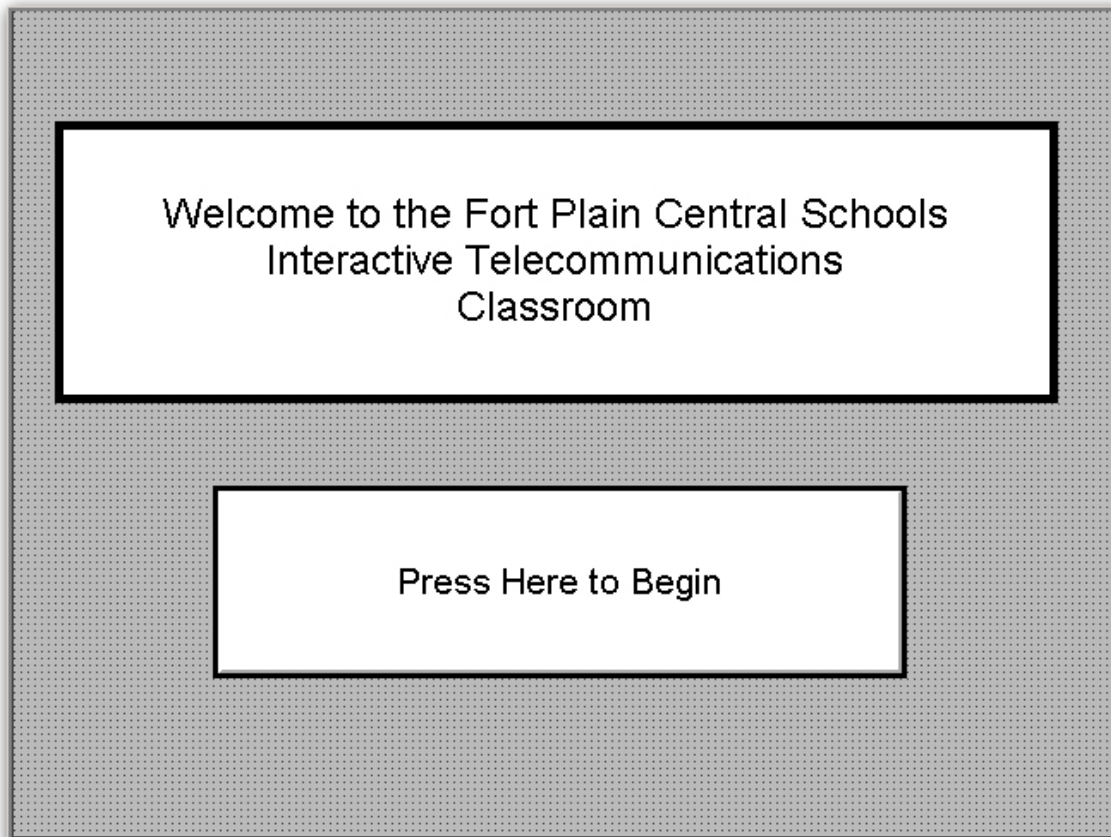 Welcome to the Fort Plain Central Schools
Interactive Telecommunications
Classroom
Press Here to Begin